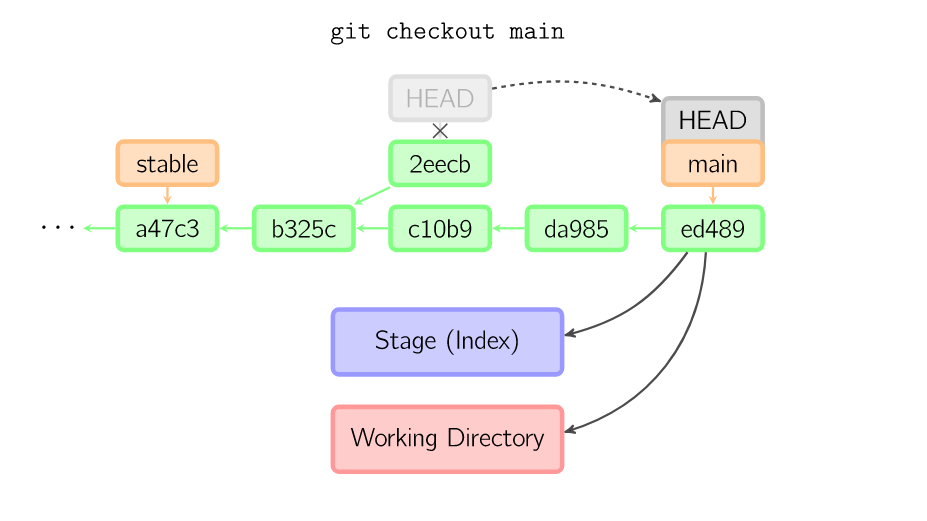 git checkout main
HEAD
HEAD
stable
2eecb
main
...
a47c3
b325c
c10b9
da985
ed489
Stage (Index)
Working Directory